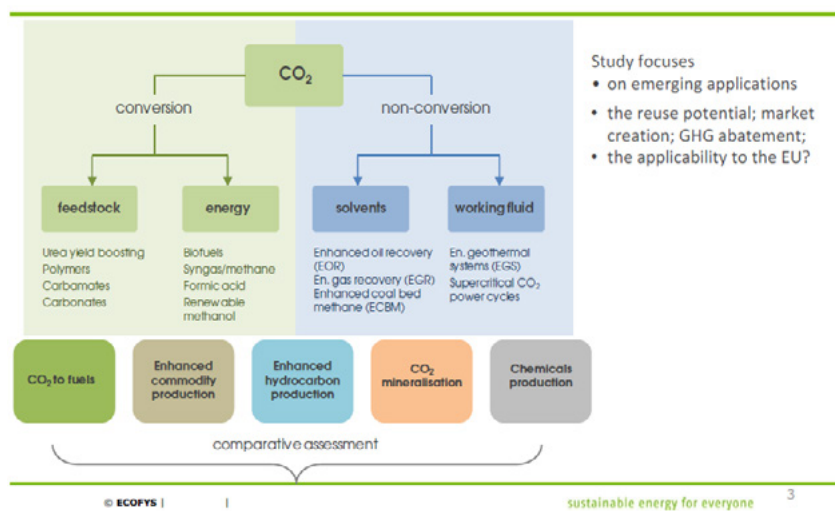 CO₂
conversion
non-conversion
feedstock
energy
solvents
working fluid
Urea yield boosting
Polymers
Carbamates
Carbonates
Biofuels
Syngas/methane
Formic acid
Renewable
methanol
Enhanced oil recovery
(EOR)
En. gas recovery (EGR)
Enhanced coal bed
methane (ECBM)
En. geothermal
systems (EGS)
Supercritical CO₂
power cycles
Study focuses
• on emerging applications
• the reuse potential; market
creation; GHG abatement;
• the applicability to the EU?
CO₂ to fuels
Enhanced
commodity
production
Enhanced
hydrocarbon
production
CO₂
mineralisation
Chemicals
production
comparative assessment
© ECOFYS | |
sustainable energy for everyone
3